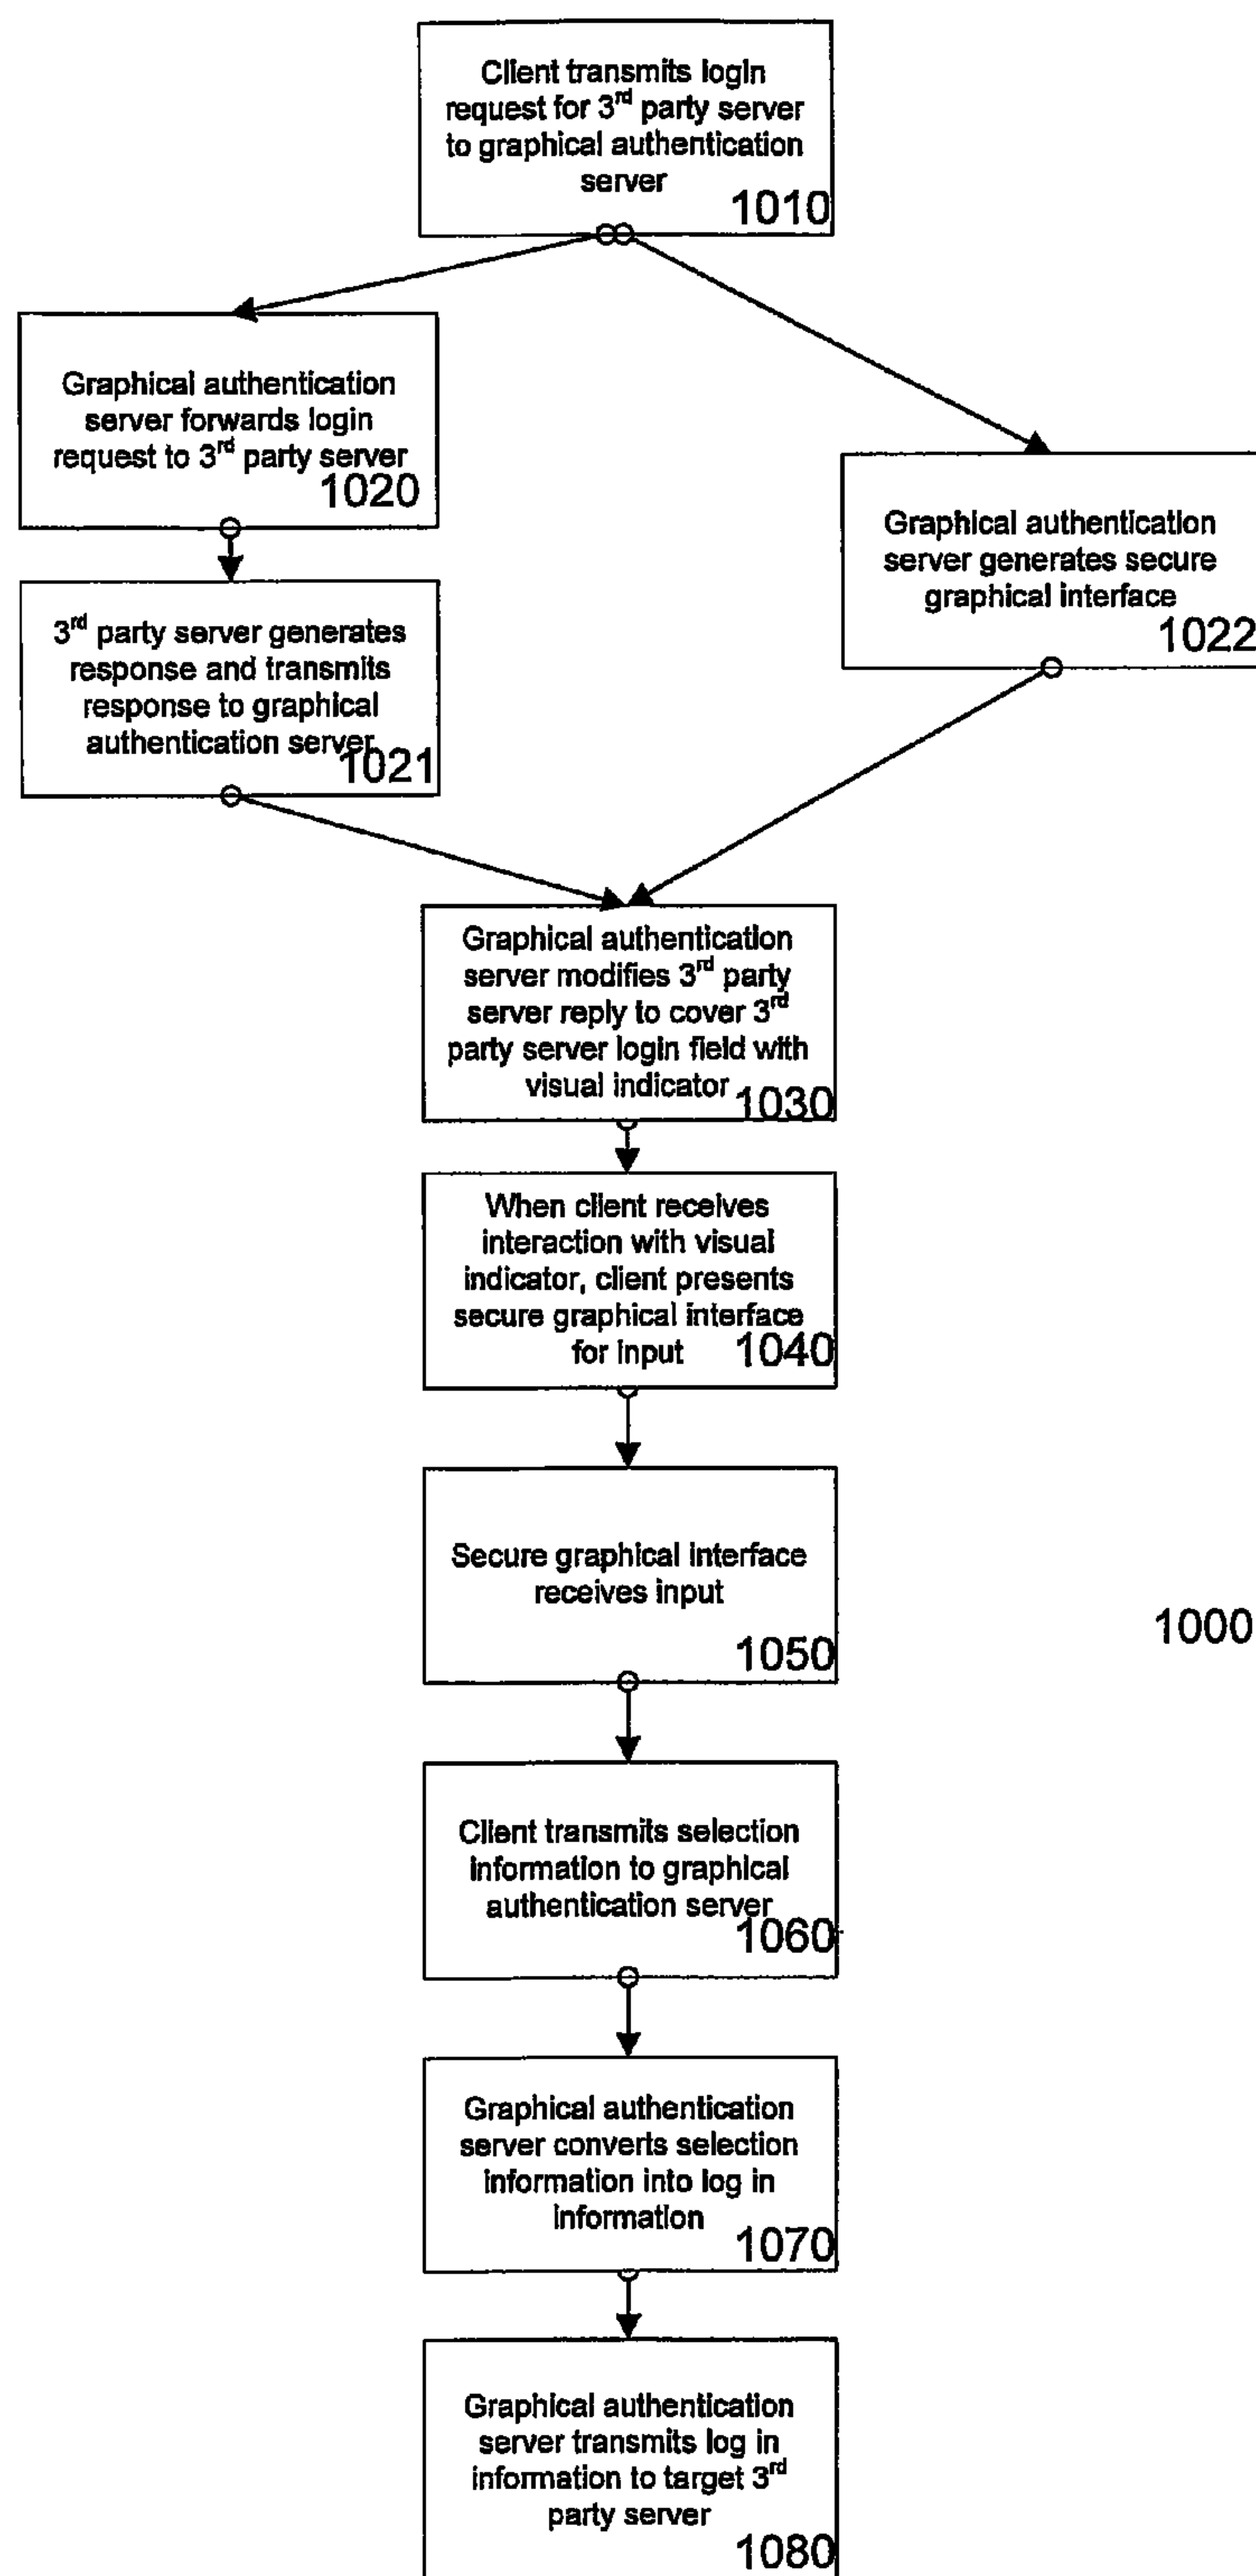 Client transmits login
request for 3rd party server
to graphical authentication
server
1010
Graphical authentication
server forwards login
request to 3rd party server
1020
Graphical authentication
server generates secure
graphical interface
1022
3rd party server generates
response and transmits
response to graphical
authentication server
1021
Graphical authentication
server modifies 3rd party
server reply to cover 3rd
party server login field with
visual indicator
1030
When client receives
interaction with visual
indicator, client presents
secure graphical interface
for input
1040
Secure graphical interface
receives input
1050
1000
Client transmits selection
information to graphical
authentication server
1060
Graphical authentication
server converts selection
information into log in
information
1070
Graphical authentication
server transmits log in
information to target 3rd
party server
1080